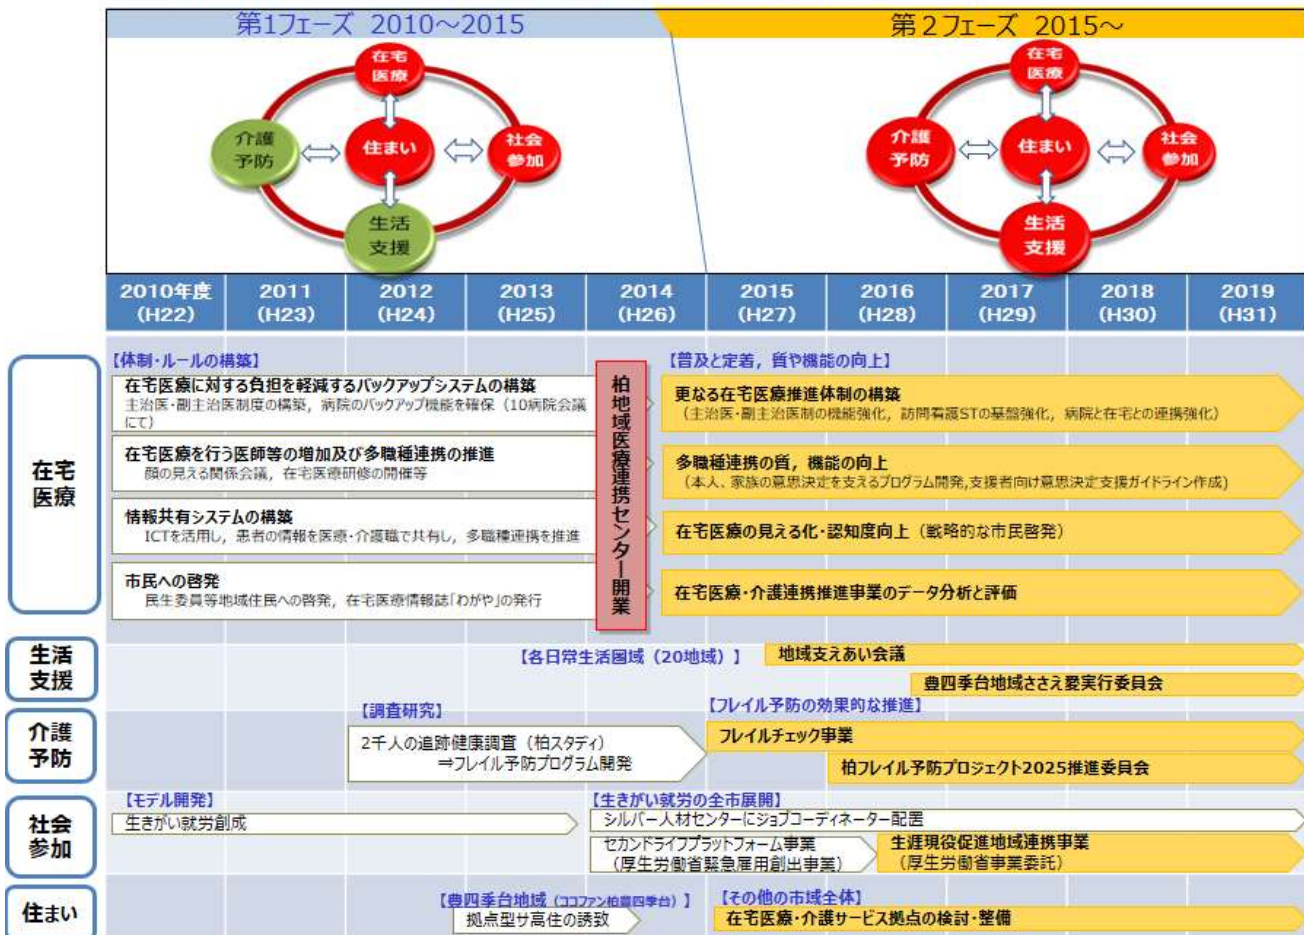 第1フェーズ 2010～2015
第２フェーズ 2015～
在宅
医療
介護
予防
住まい
社会
参加
生活
支援
在宅
医療
介護
予防
住まい
社会
参加
生活
支援
2010年度
(H22)
2011
(H23)
2012
(H24)
2013
(H25)
2014
(H26)
2015
(H27)
2016
(H28)
2017
(H29)
2018
(H30)
2019
(H31)
在宅
医療
【体制・ルールの構築】
在宅医療に対する負担を軽減するバックアップシステムの構築
主治医・副主治医制度の構築，病院のバックアップ機能を確保（10病院会議
にて）
在宅医療を行う医師等の増加及び多職種連携の推進
顔の見える関係会議，在宅医療研修の開催等
情報共有システムの構築
ICTを活用し，患者の情報を医療・介護職で共有し，多職種連携を推進
市民への啓発
民生委員等地域住民への啓発，在宅医療情報誌「わがや」の発行
柏地域医療連携センター開業
【普及と定着，質や機能の向上】
更なる在宅医療推進体制の構築
（主治医・副主治医制の機能強化，訪問看護STの基盤強化，病院と在宅との連携強化）
多職種連携の質，機能の向上
(本人、家族の意思決定を支えるプログラム開発,支援者向け意思決定支援ガイドライン作成)
在宅医療の見える化・認知度向上（戦略的な市民啓発）
在宅医療・介護連携推進事業のデータ分析と評価
生活
支援
【各日常生活圏域（20地域）】
地域支えあい会議
豊四季台地域ささえ愛実行委員会
介護
予防
【調査研究】
2千人の追跡健康調査（柏スタディ）
⇒フレイル予防プログラム開発
【フレイル予防の効果的な推進】
フレイルチェック事業
柏フレイル予防プロジェクト2025推進委員会
社会
参加
【モデル開発】
生きがい就労創成
【生きがい就労の全市展開】
シルバー人材センターにジョブコーディネーター配置
セカンドライフプラットフォーム事業
（厚生労働省緊急雇用創出事業）
生涯現役促進地域連携事業
（厚生労働省事業委託）
住まい
【豊四季台地域（ココファン柏豊四季台）】
拠点型サ高住の誘致
【その他の市域全体】
在宅医療・介護サービス拠点の検討・整備